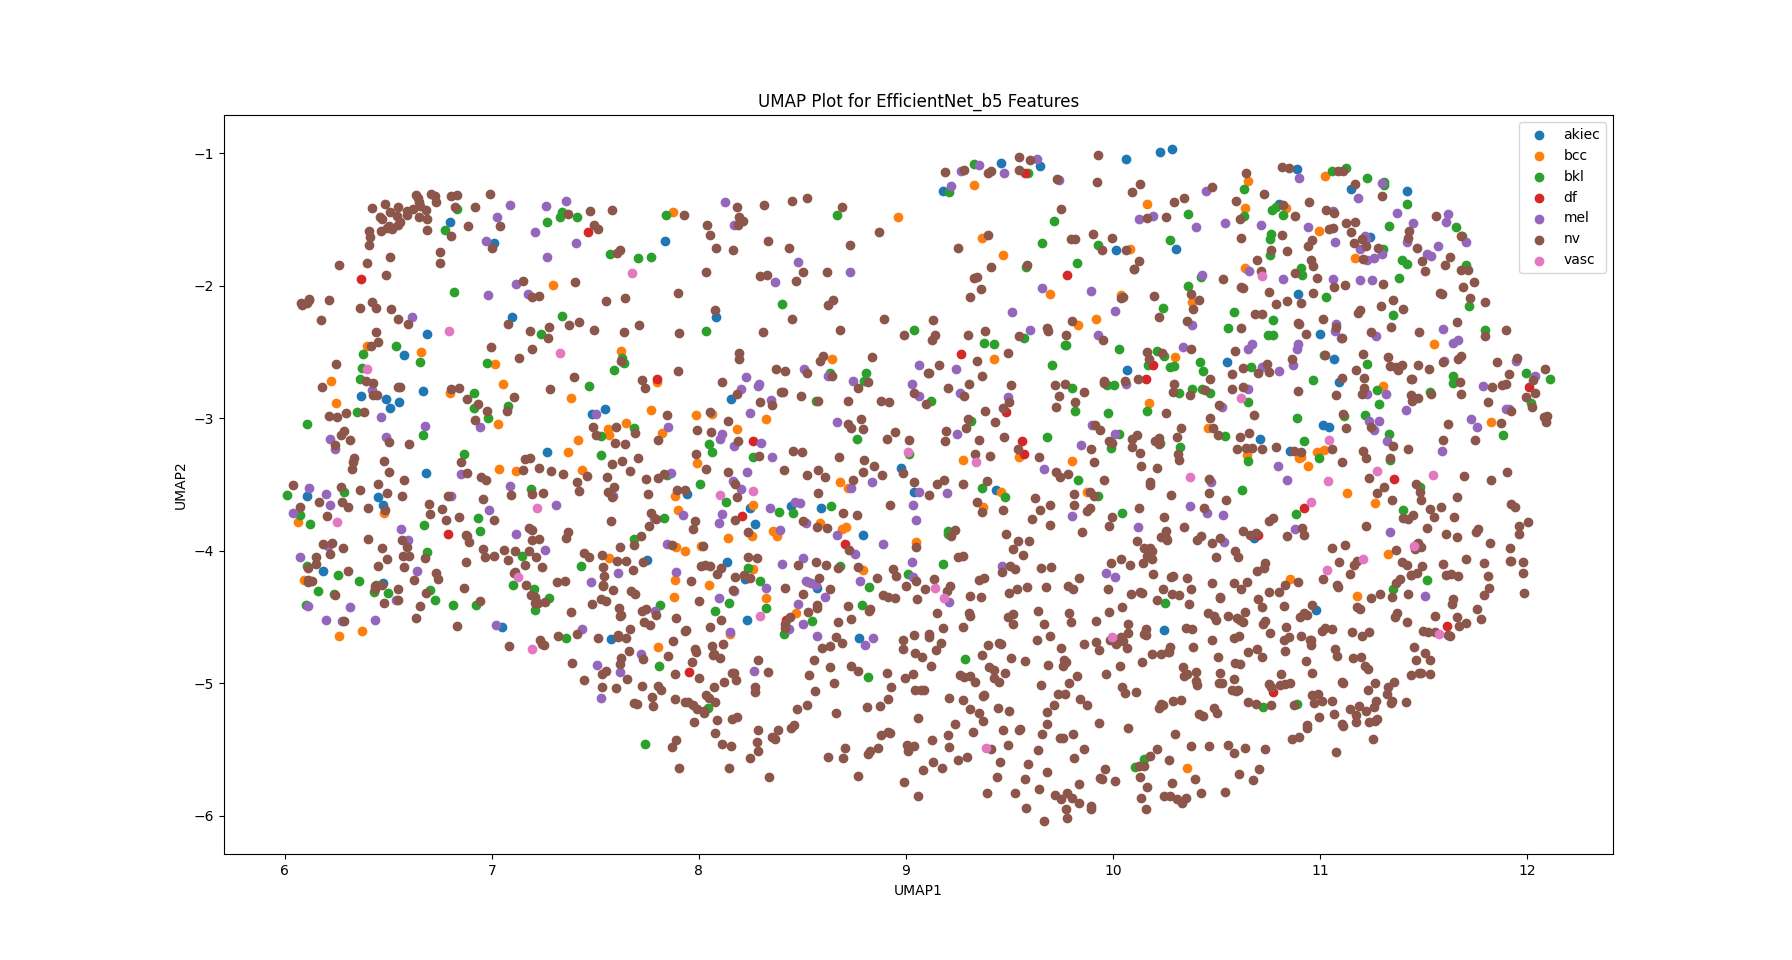 UMAP Plot for EfficientNet_b5 Features
akiec
bcc
bkl
df
mel
nv
vasc
−1
−2
−3
−4
−5
−6
UMAP2
6 7 8 9 10 11 12
UMAP1